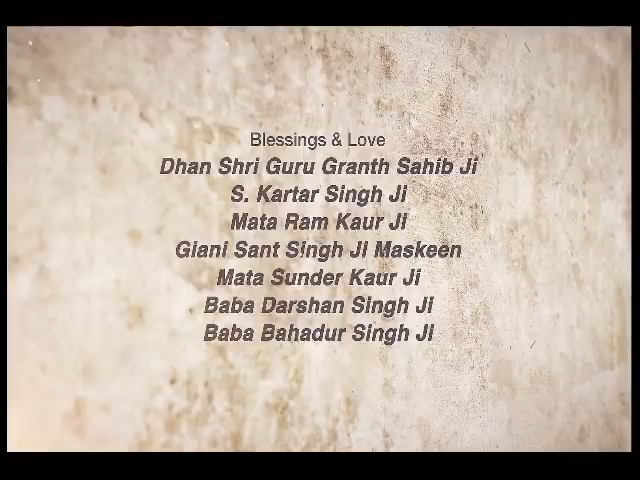 Blessings & Love
Dhan Shri Guru Granth Sahib Ji
S. Kartar Singh Ji
Mata Ram Kaur Ji
Giani Sant Singh JI Maskeen
Mata Sunder Kaur Ji
Baba Darshan Singh Ji
Baba Bahadur Singh JI